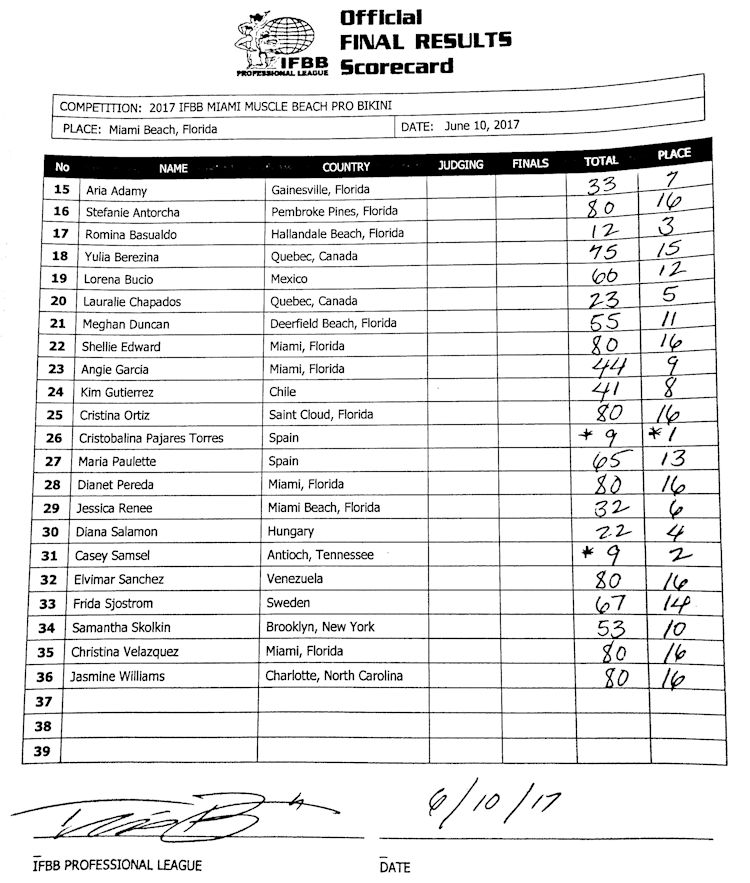 IFBB
PROFESSIONAL LEAGUE
Official
FINAL RESULTS
Scorecard
COMPETITION: 2017 IFBB MIAMI MUSCLE BEACH PRO BIKINI
PLACE: Miami Beach, Florida DATE: June 10, 2017
No NAME COUNTRY JUDGING FINALS TOTAL PLACE
15 Aria Adamy Gainesville, Florida 33 7
16 Stefanie Antorcha Pembroke Pines, Florida 80 16
17 Romina Basualdo Hallandale Beach, Florida 12 3
18 Yulia Berezina Quebec, Canada 75 15
19 Lorena Bucio Mexico 60 12
20 Lauralie Chapados Quebec, Canada 23 5
21 Meghan Duncan Deerfield Beach, Florida 55 11
22 Shellie Edward Miami, Florida 80 16
23 Angie Garcia Miami, Florida 44 9
24 Kim Gutierrez Chile 41 8
25 Cristina Ortiz Saint Cloud, Florida 80 16
26 Cristobalina Pajares Torres Spain * 9 * 1
27 Maria Paulette Spain 65 13
28 Dianet Pereda Miami, Florida 80 16
29 Jessica Renee Miami Beach, Florida 32 6
30 Diana Salamon Hungary 22 4
31 Casey Samsel Antioch, Tennessee * 9 2
32 Elvimar Sanchez Venezuela 80 16
33 Frida Sjostrom Sweden 67 14
34 Samantha Skolkin Brooklyn, New York 53 10
35 Christina Velazquez Miami, Florida 80 16
36 Jasmine Williams Charlotte, North Carolina 80 16
37
38
39
6/10/17
IFBB PROFESSIONAL LEAGUE DATE